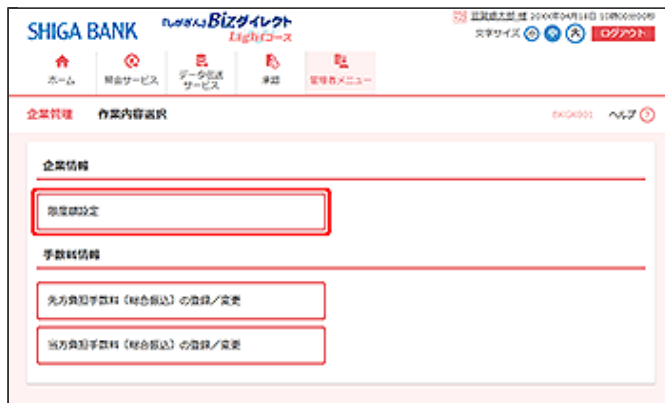 SHIGA BANK
しがぎんBizダイレクト
Lightコース
文字サイズ 小 中 大 ログアウト
ホーム 照会サービス データ伝送サービス 承認 管理者メニュー
企業管理 作業内容選択 ヘルプ ?
企業情報
限度額設定
手数料情報
先方負担手数料(総合振込)の登録/変更
当方負担手数料(総合振込)の登録/変更